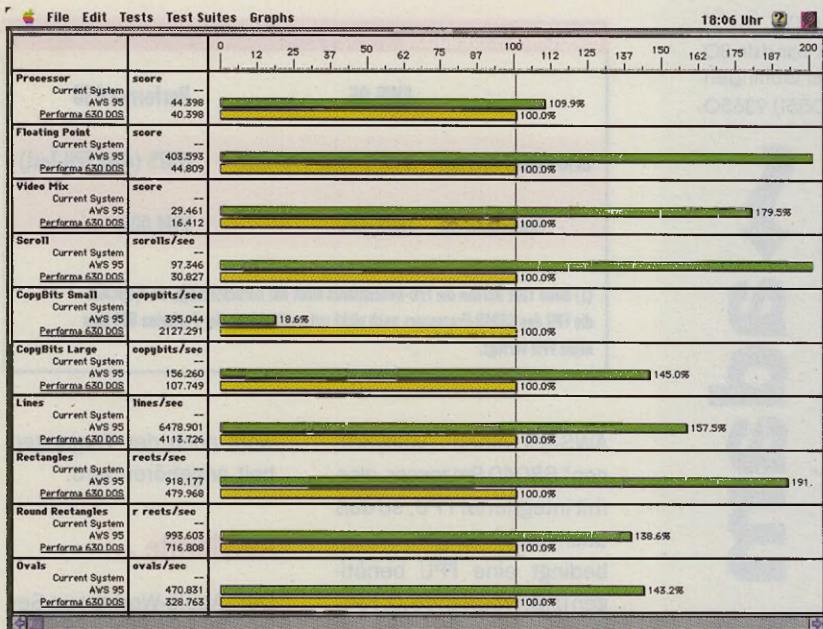 File Edit Tests Test Suites Graphs 18:06 Uhr
0 12 25 37 50 62 75 87 100 112 125 137 150 162 175 187 200
Processor score
Current System --
AWS 95 44.398 109.9%
Performa 630 DOS 40.398 100.0%
Floating Point score
Current System --
AWS 95 403.593
Performa 630 DOS 44.809 100.0%
Video Mix score
Current System --
AWS 95 29.461 179.5%
Performa 630 DOS 16.412 100.0%
Scroll scrolls/sec
Current System --
AWS 95 97.346
Performa 630 DOS 30.827 100.0%
CopyBits Small copybits/sec
Current System --
AWS 95 395.044 18.6%
Performa 630 DOS 2127.291 100.0%
CopyBits Large copybits/sec
Current System --
AWS 95 156.260 145.0%
Performa 630 DOS 107.749 100.0%
Lines lines/sec
Current System --
AWS 95 6478.901 157.5%
Performa 630 DOS 4113.726 100.0%
Rectangles rects/sec
Current System --
AWS 95 918.177 191.
Performa 630 DOS 479.968 100.0%
Round Rectangles r rects/sec
Current System --
AWS 95 993.603 138.6%
Performa 630 DOS 716.808 100.0%
Ovals ovals/sec
Current System --
AWS 95 470.831 143.2%
Performa 630 DOS 328.763 100.0%